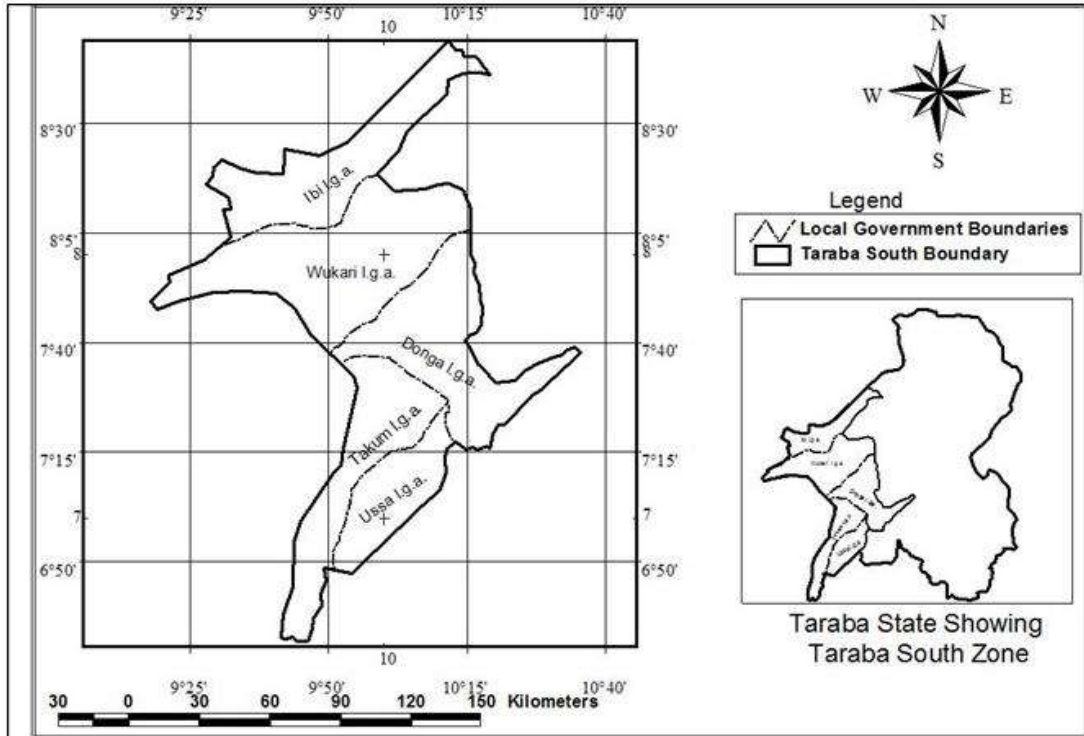 9°25' 9°50' 10°15' 10°40'
10
N
W E
S
8°30' 8°30'
Ibi l.g.a.
Legend
Local Government Boundaries
Taraba South Boundary
8°5' 8°5'
8 8
Wukari l.g.a.
7°40' 7°40'
Donga l.g.a.
Takum l.g.a.
7°15' 7°15'
Ussa l.g.a.
7 7
6°50' 6°50'
Taraba State Showing
Taraba South Zone
10
9°25' 9°50' 10°15' 10°40'
30 0 30 60 90 120 150 Kilometers